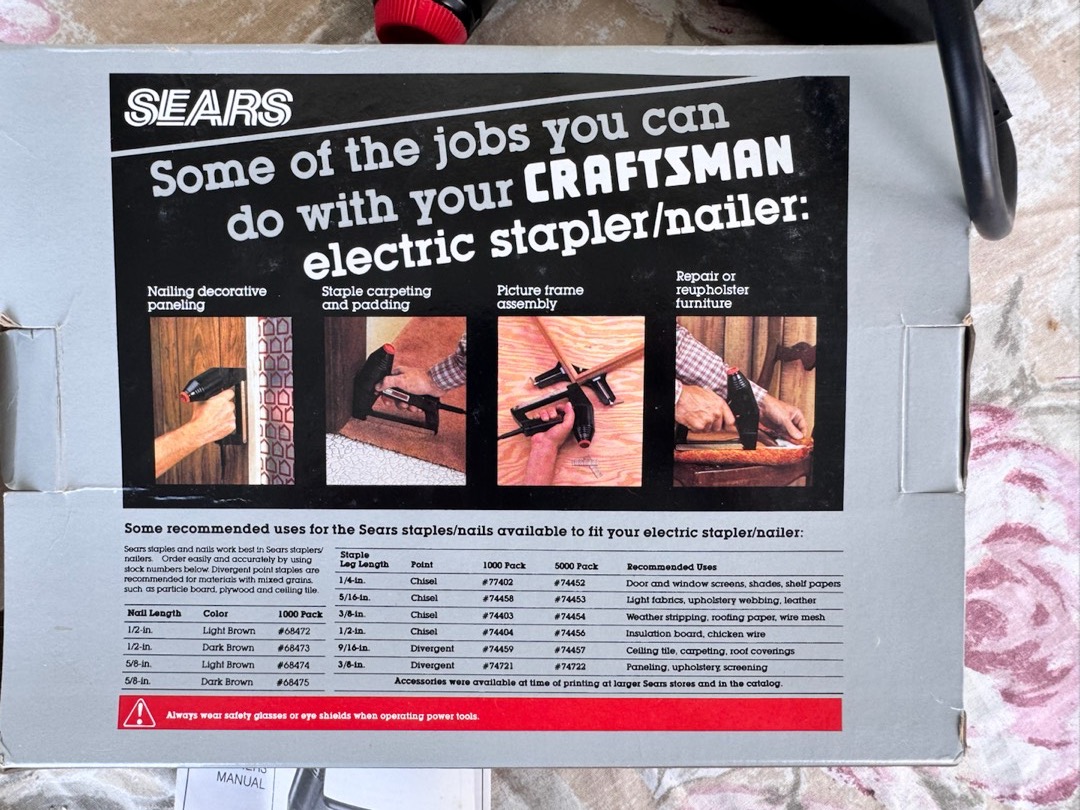 SEARS
Some of the jobs you can
do with your CRAFTSMAN
electric stapler/nailer:
Nailing decorative
paneling
Staple carpeting
and padding
Picture frame
assembly
Repair or
reupholster
furniture
Some recommended uses for the Sears staples/nails available to fit your electric stapler/nailer:
Sears staples and nails work best in Sears staplers/
nailers. Order easily and accurately by using
stock numbers below. Divergent point staples are
recommended for materials with mixed grains,
such as particle board, plywood and ceiling tile.
Nail Length Color 1000 Pack
1/2-in. Light Brown #68472
1/2-in. Dark Brown #68473
5/8-in. Light Brown #68474
5/8-in. Dark Brown #68475
Staple
Leg Length Point 1000 Pack 5000 Pack Recommended Uses
1/4-in. Chisel #77402 #74452 Door and window screens, shades, shelf papers
5/16-in. Chisel #74458 #74453 Light fabrics, upholstery webbing, leather
3/8-in. Chisel #74403 #74454 Weather stripping, roofing paper, wire mesh
1/2-in. Chisel #74404 #74456 Insulation board, chicken wire
9/16-in. Divergent #74459 #74457 Ceiling tile, carpeting, roof coverings
3/8-in. Divergent #74721 #74722 Paneling, upholstery, screening
Accessories were available at time of printing at larger Sears stores and in the catalog.
Always wear safety glasses or eye shields when operating power tools.
MANUAL